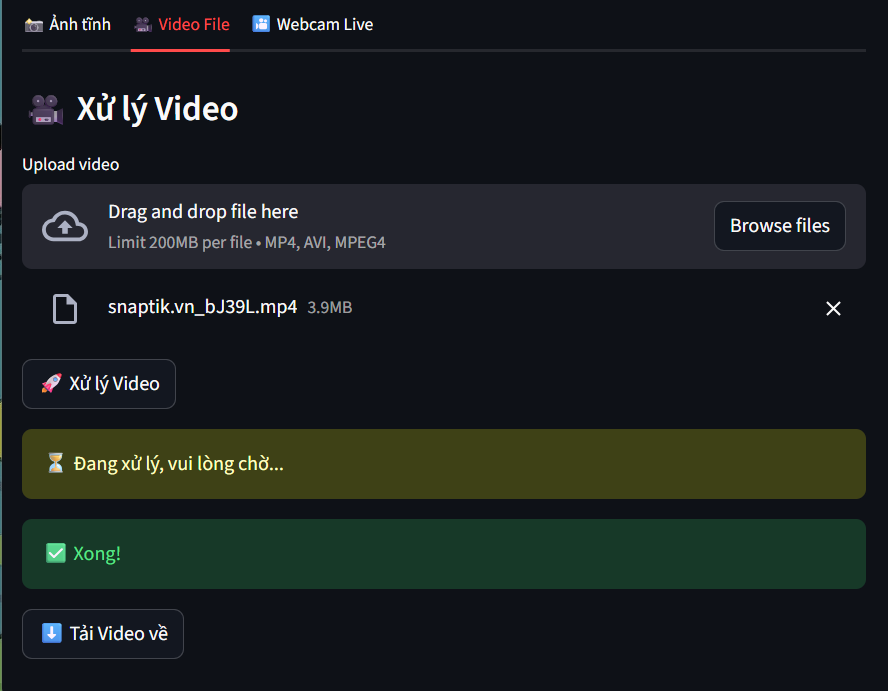 Ảnh tĩnh
Video File
Webcam Live
Xử lý Video
Upload video
Drag and drop file here
Limit 200MB per file • MP4, AVI, MPEG4
Browse files
snaptik.vn_bJ39L.mp4 3.9MB
Xử lý Video
Đang xử lý, vui lòng chờ...
Xong!
Tải Video về